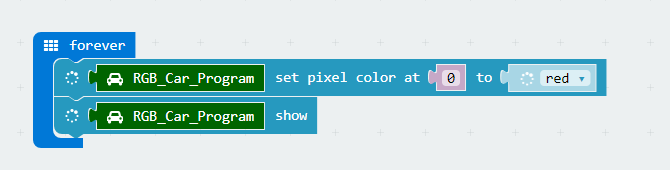 forever
RGB_Car_Program set pixel color at 0 to red
RGB_Car_Program show